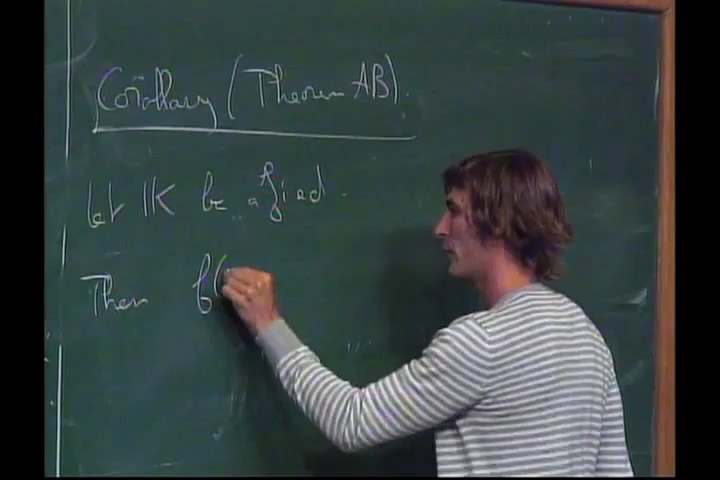 Corollary (Theorem AB).
let K be a field.
Then f(